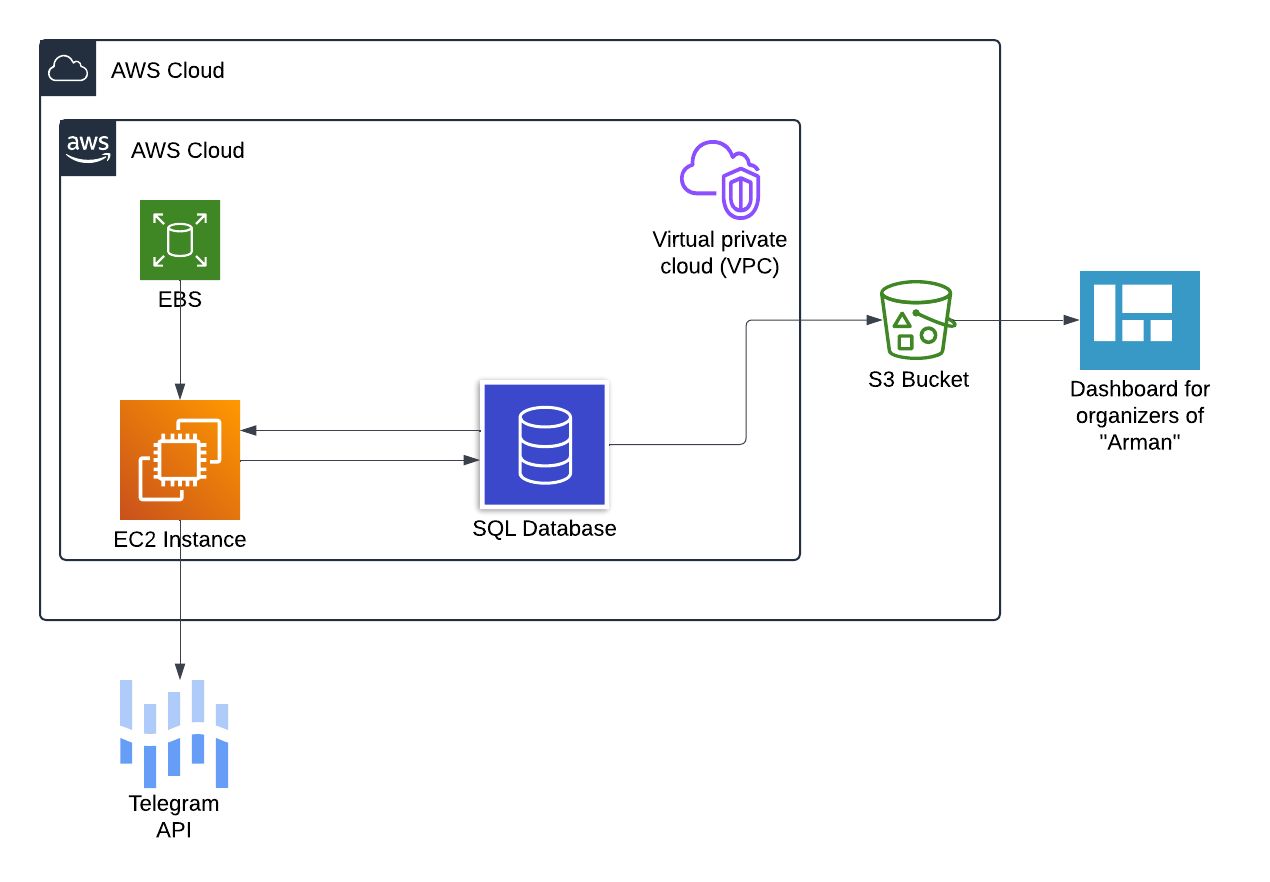 AWS Cloud
aws
AWS Cloud
Virtual private
cloud (VPC)
EBS
S3 Bucket
Dashboard for
organizers of
"Arman"
EC2 Instance
SQL Database
Telegram
API